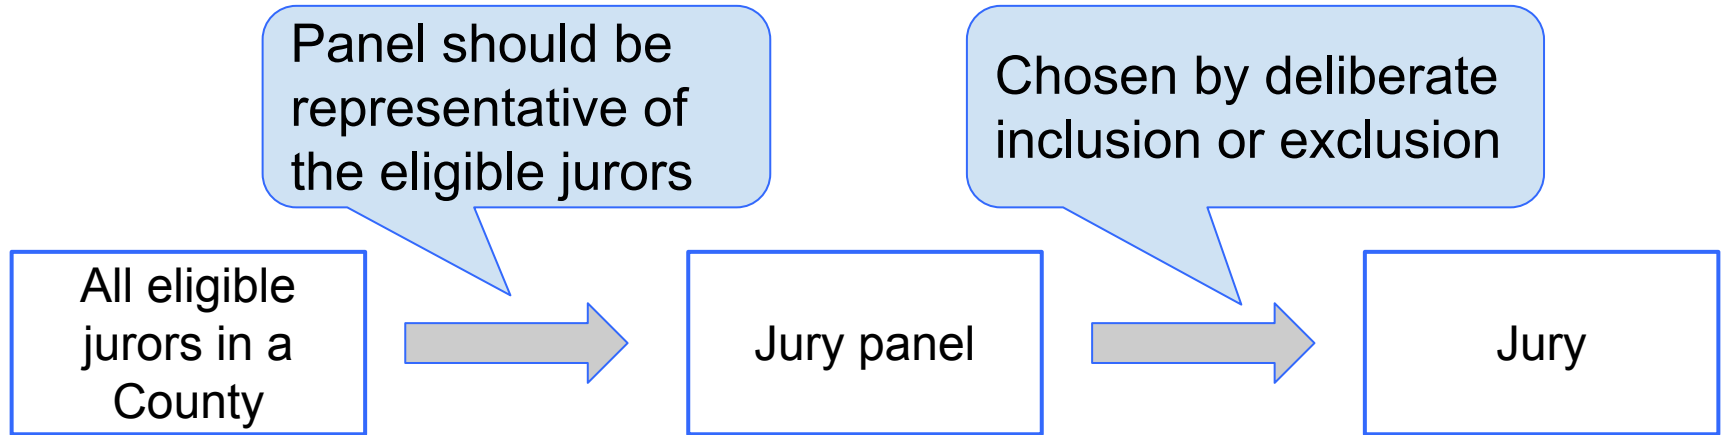 Panel should be
representative of
the eligible jurors
Chosen by deliberate
inclusion or exclusion
All eligible
jurors in a
County
Jury panel
Jury